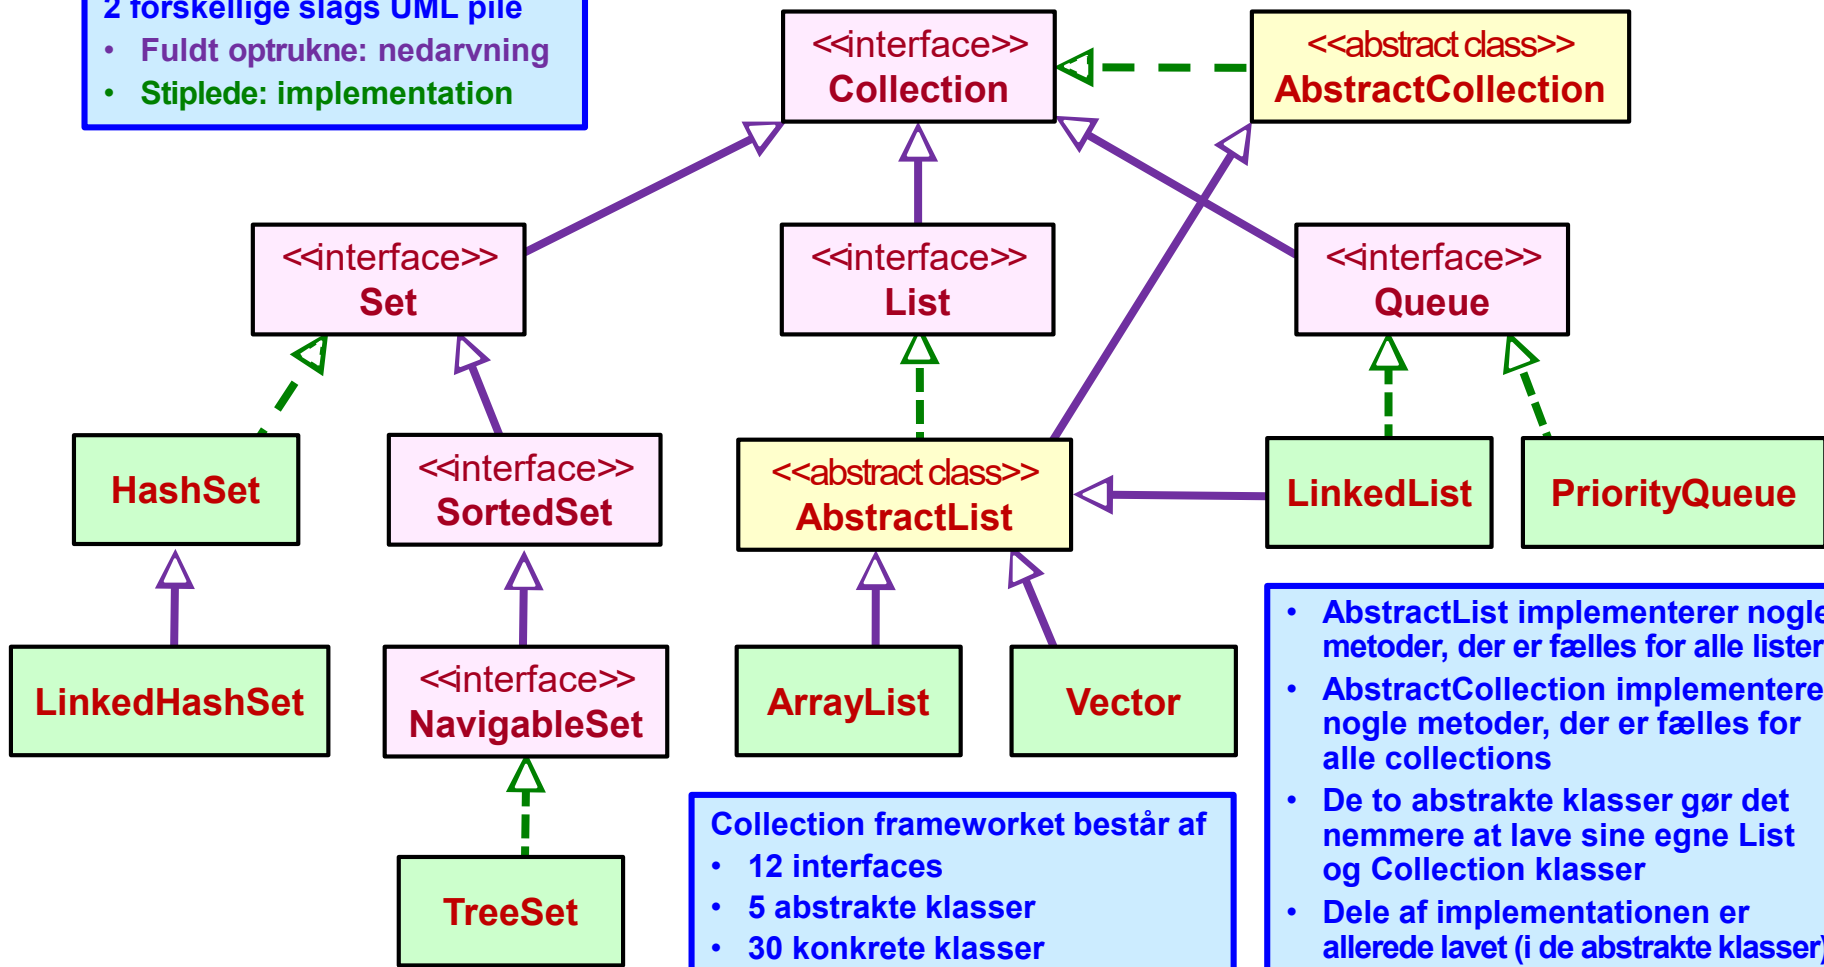 2 forskellige slags UML pile
• Fuldt optrukne: nedarvning
• Stiplede: implementation
<<interface>>
Collection
<<abstract class>>
AbstractCollection
<<interface>>
Set
<<interface>>
List
<<interface>>
Queue
HashSet
<<interface>>
SortedSet
<<abstract class>>
AbstractList
LinkedList
PriorityQueue
LinkedHashSet
<<interface>>
NavigableSet
ArrayList
Vector
TreeSet
Collection frameworket består af
• 12 interfaces
• 5 abstrakte klasser
• 30 konkrete klasser
• AbstractList implementerer nogle
metoder, der er fælles for alle lister
• AbstractCollection implementere
nogle metoder, der er fælles for
alle collections
• De to abstrakte klasser gør det
nemmere at lave sine egne List
og Collection klasser
• Dele af implementationen er
allerede lavet (i de abstrakte klasser)